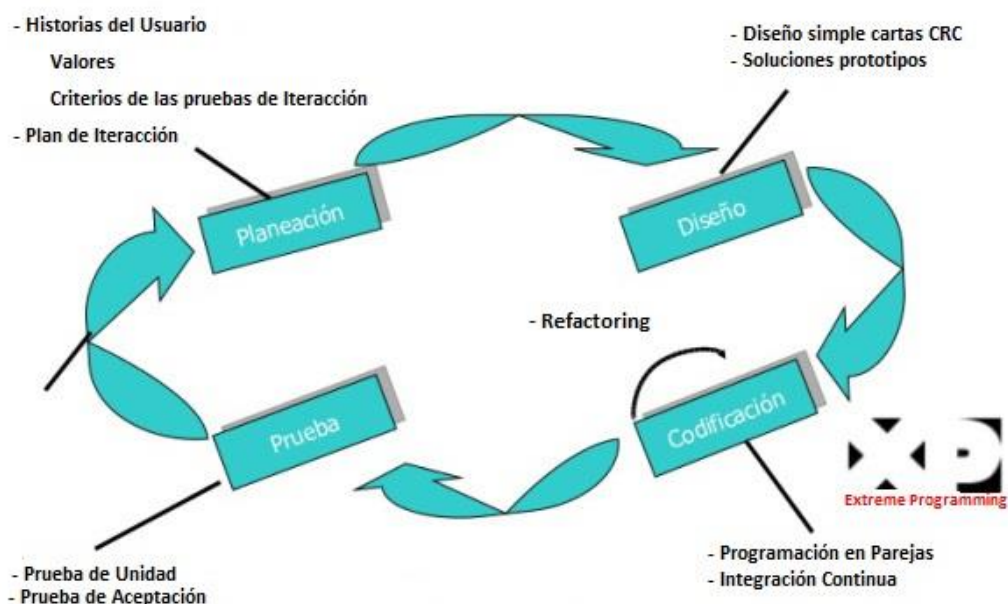 - Historias del Usuario
Valores
Criterios de las pruebas de Iteracción
- Plan de Iteracción
- Diseño simple cartas CRC
- Soluciones prototipos
Planeación
Diseño
- Refactoring
Prueba
Codificación
XP
Extreme Programming
- Prueba de Unidad
- Prueba de Aceptación
- Programación en Parejas
- Integración Continua